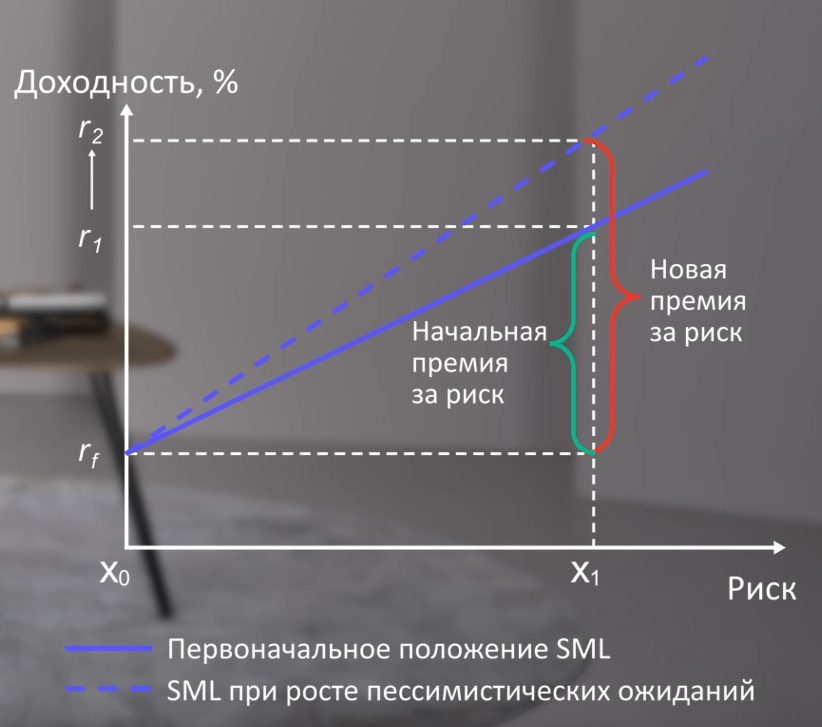 Доходность, %
r₂
r₁
Новая
премия
за риск
Начальная
премия
за риск
r_f
X₀
X₁
Риск
Первоначальное положение SML
SML при росте пессимистических ожиданий